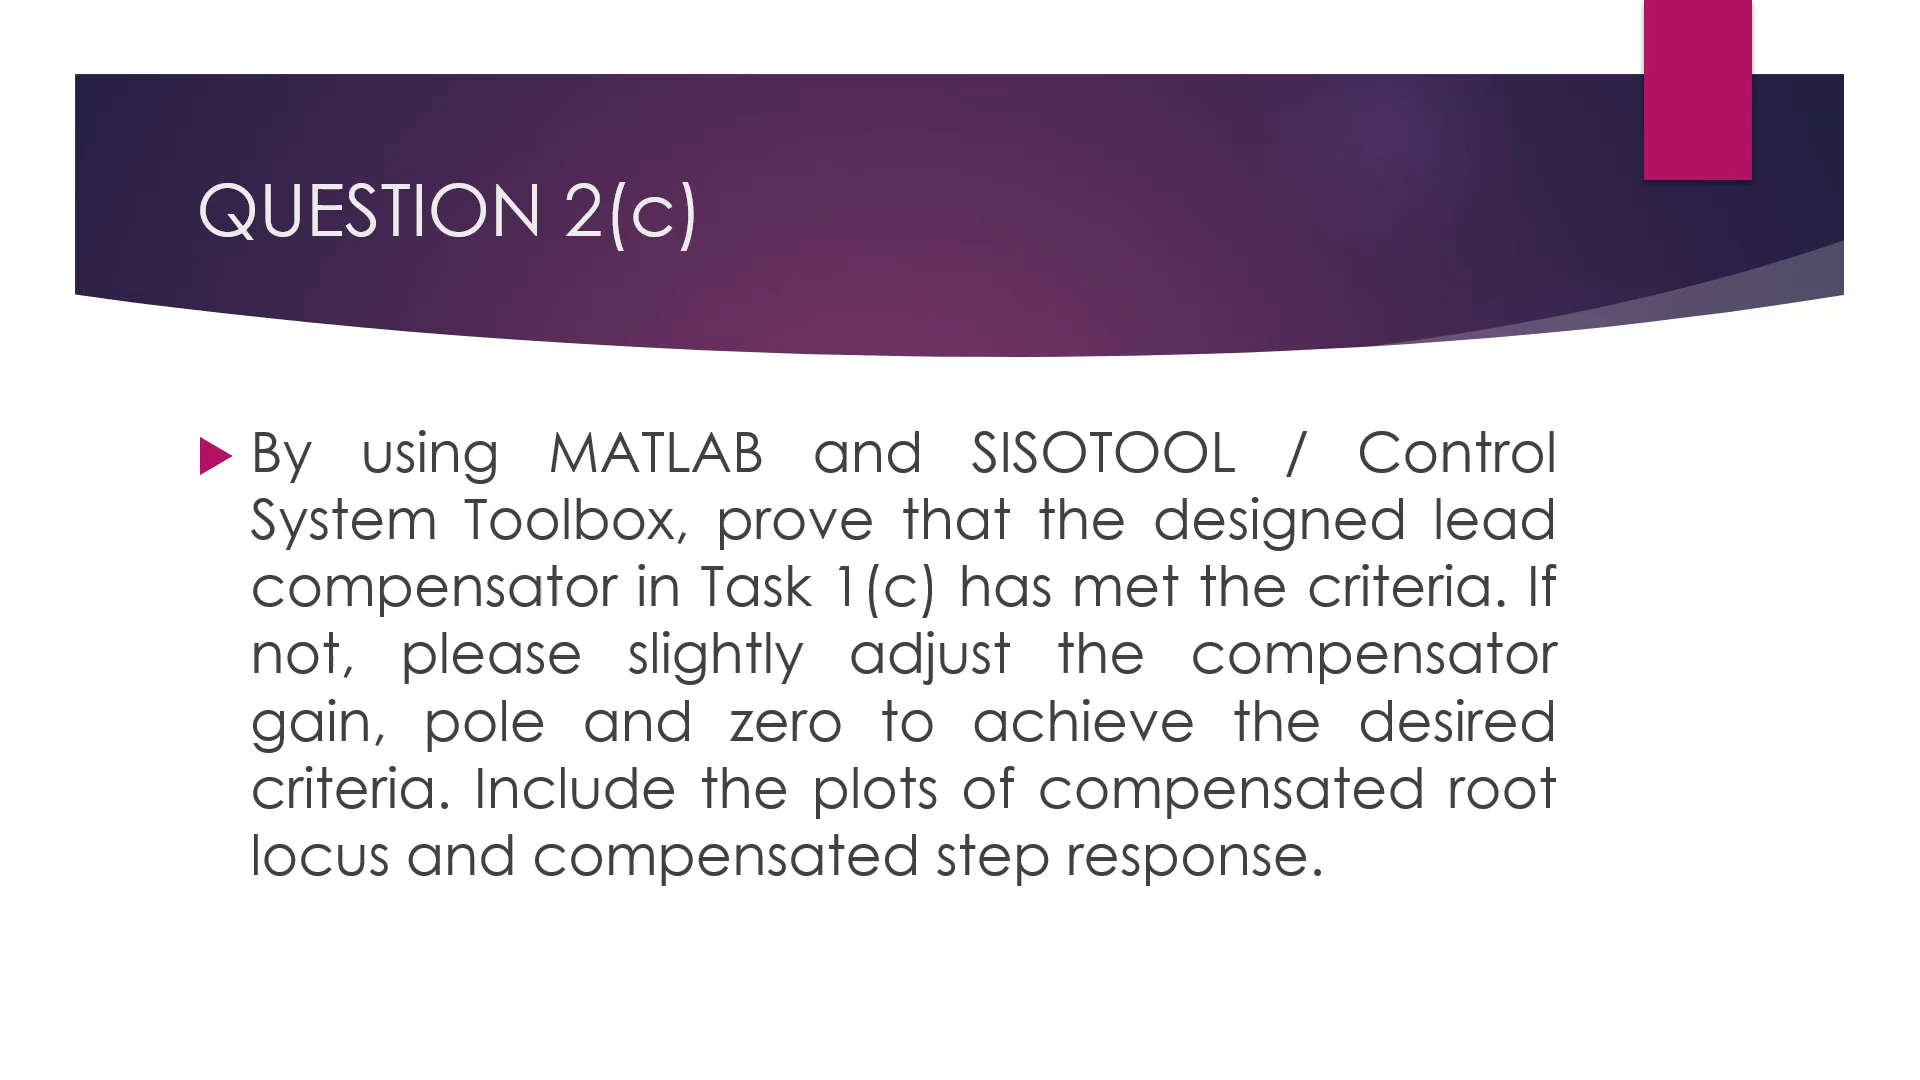 QUESTION 2(c)
By using MATLAB and SISOTOOL / Control
System Toolbox, prove that the designed lead
compensator in Task 1(c) has met the criteria. If
not, please slightly adjust the compensator
gain, pole and zero to achieve the desired
criteria. Include the plots of compensated root
locus and compensated step response.